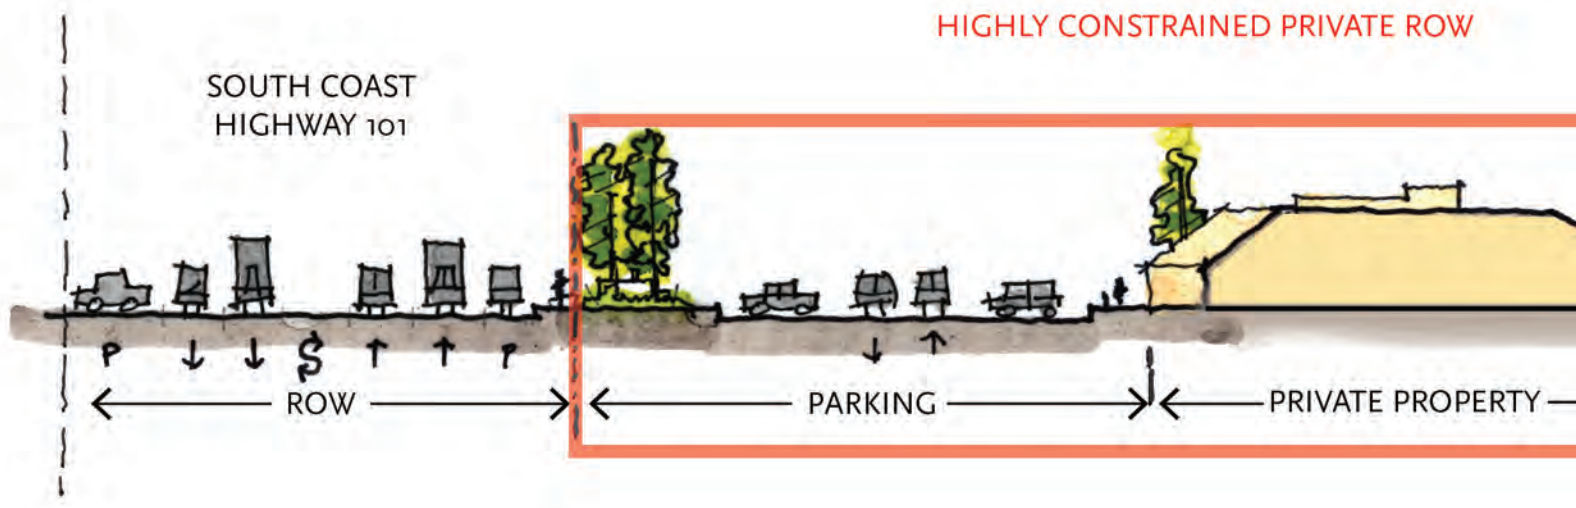 HIGHLY CONSTRAINED PRIVATE ROW
SOUTH COAST
HIGHWAY 101
P P
ROW PARKING PRIVATE PROPERTY